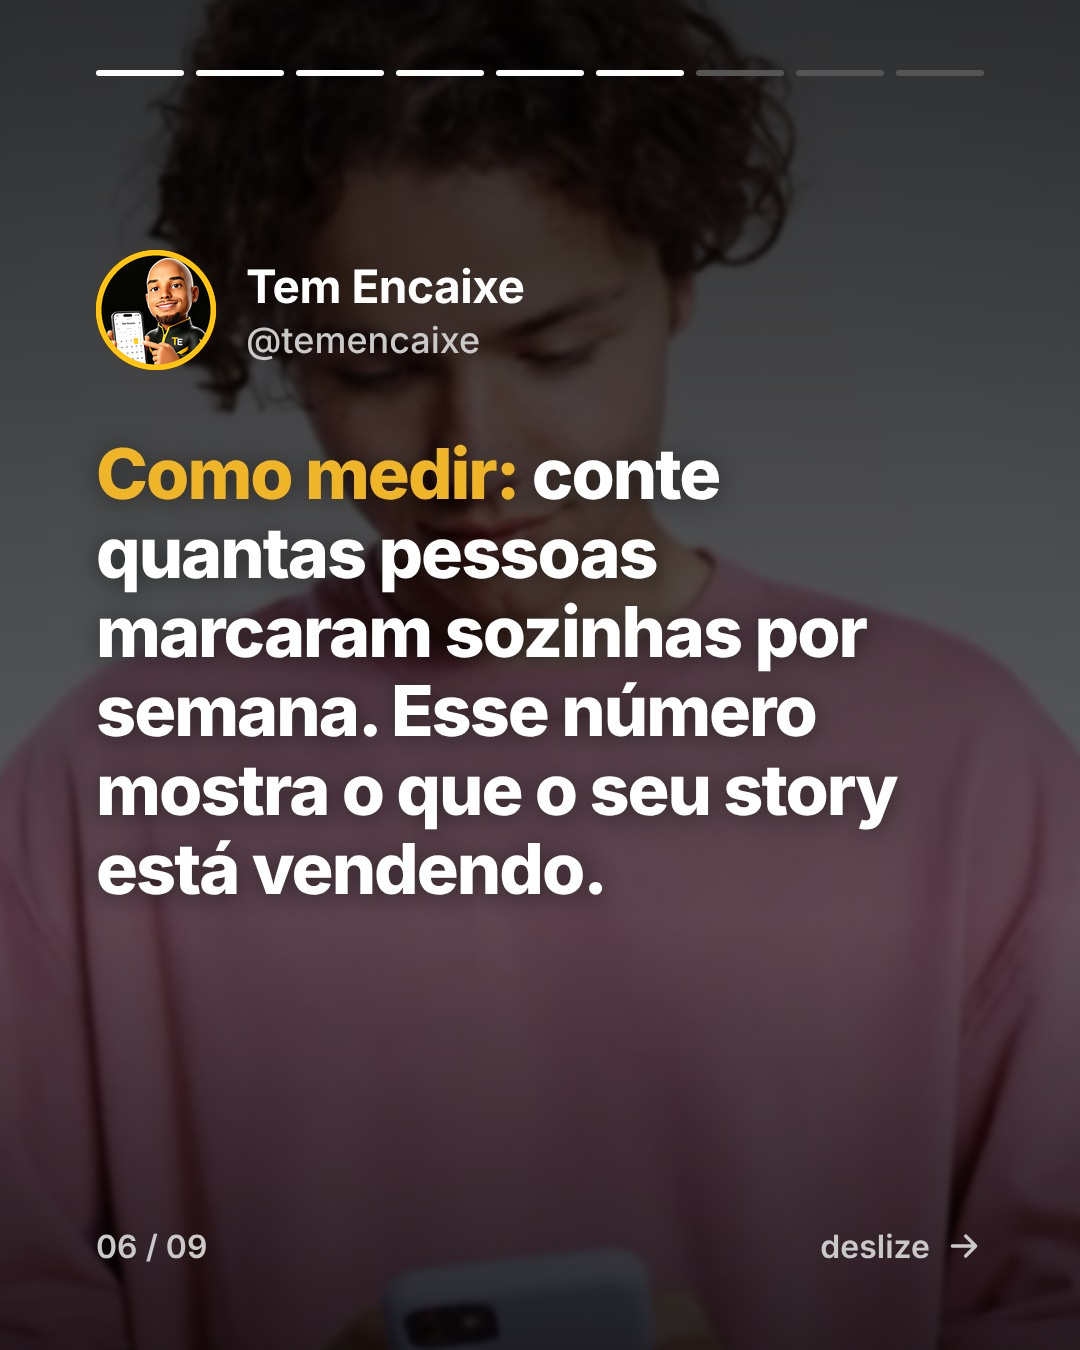 Tem Encaixe
@temencaixe
Como medir: conte
quantas pessoas
marcaram sozinhas por
semana. Esse número
mostra o que o seu story
está vendendo.
06 / 09
deslize →